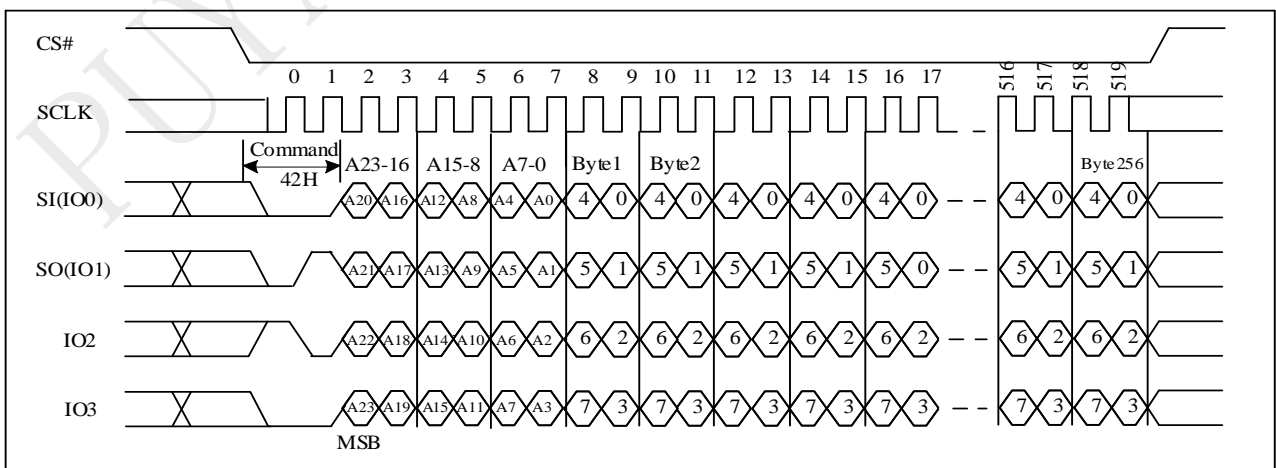 PUYA
CS#
0 1 2 3 4 5 6 7 8 9 10 11 12 13 14 15 16 17 516 517 518 519
SCLK
Command
A23-16 A15-8 A7-0 Byte1 Byte2 Byte256
42H
SI(IO0) A20 A16 A12 A8 A4 A0 4 0 4 0 4 0 4 0 4 0 4 0 4 0
SO(IO1) A21 A17 A13 A9 A5 A1 5 1 5 1 5 1 5 1 5 0 5 1 5 1
IO2 A22 A18 A14 A10 A6 A2 6 2 6 2 6 2 6 2 6 2 6 2 6 2
IO3 A23 A19 A15 A11 A7 A3 7 3 7 3 7 3 7 3 7 3 7 3 7 3
MSB